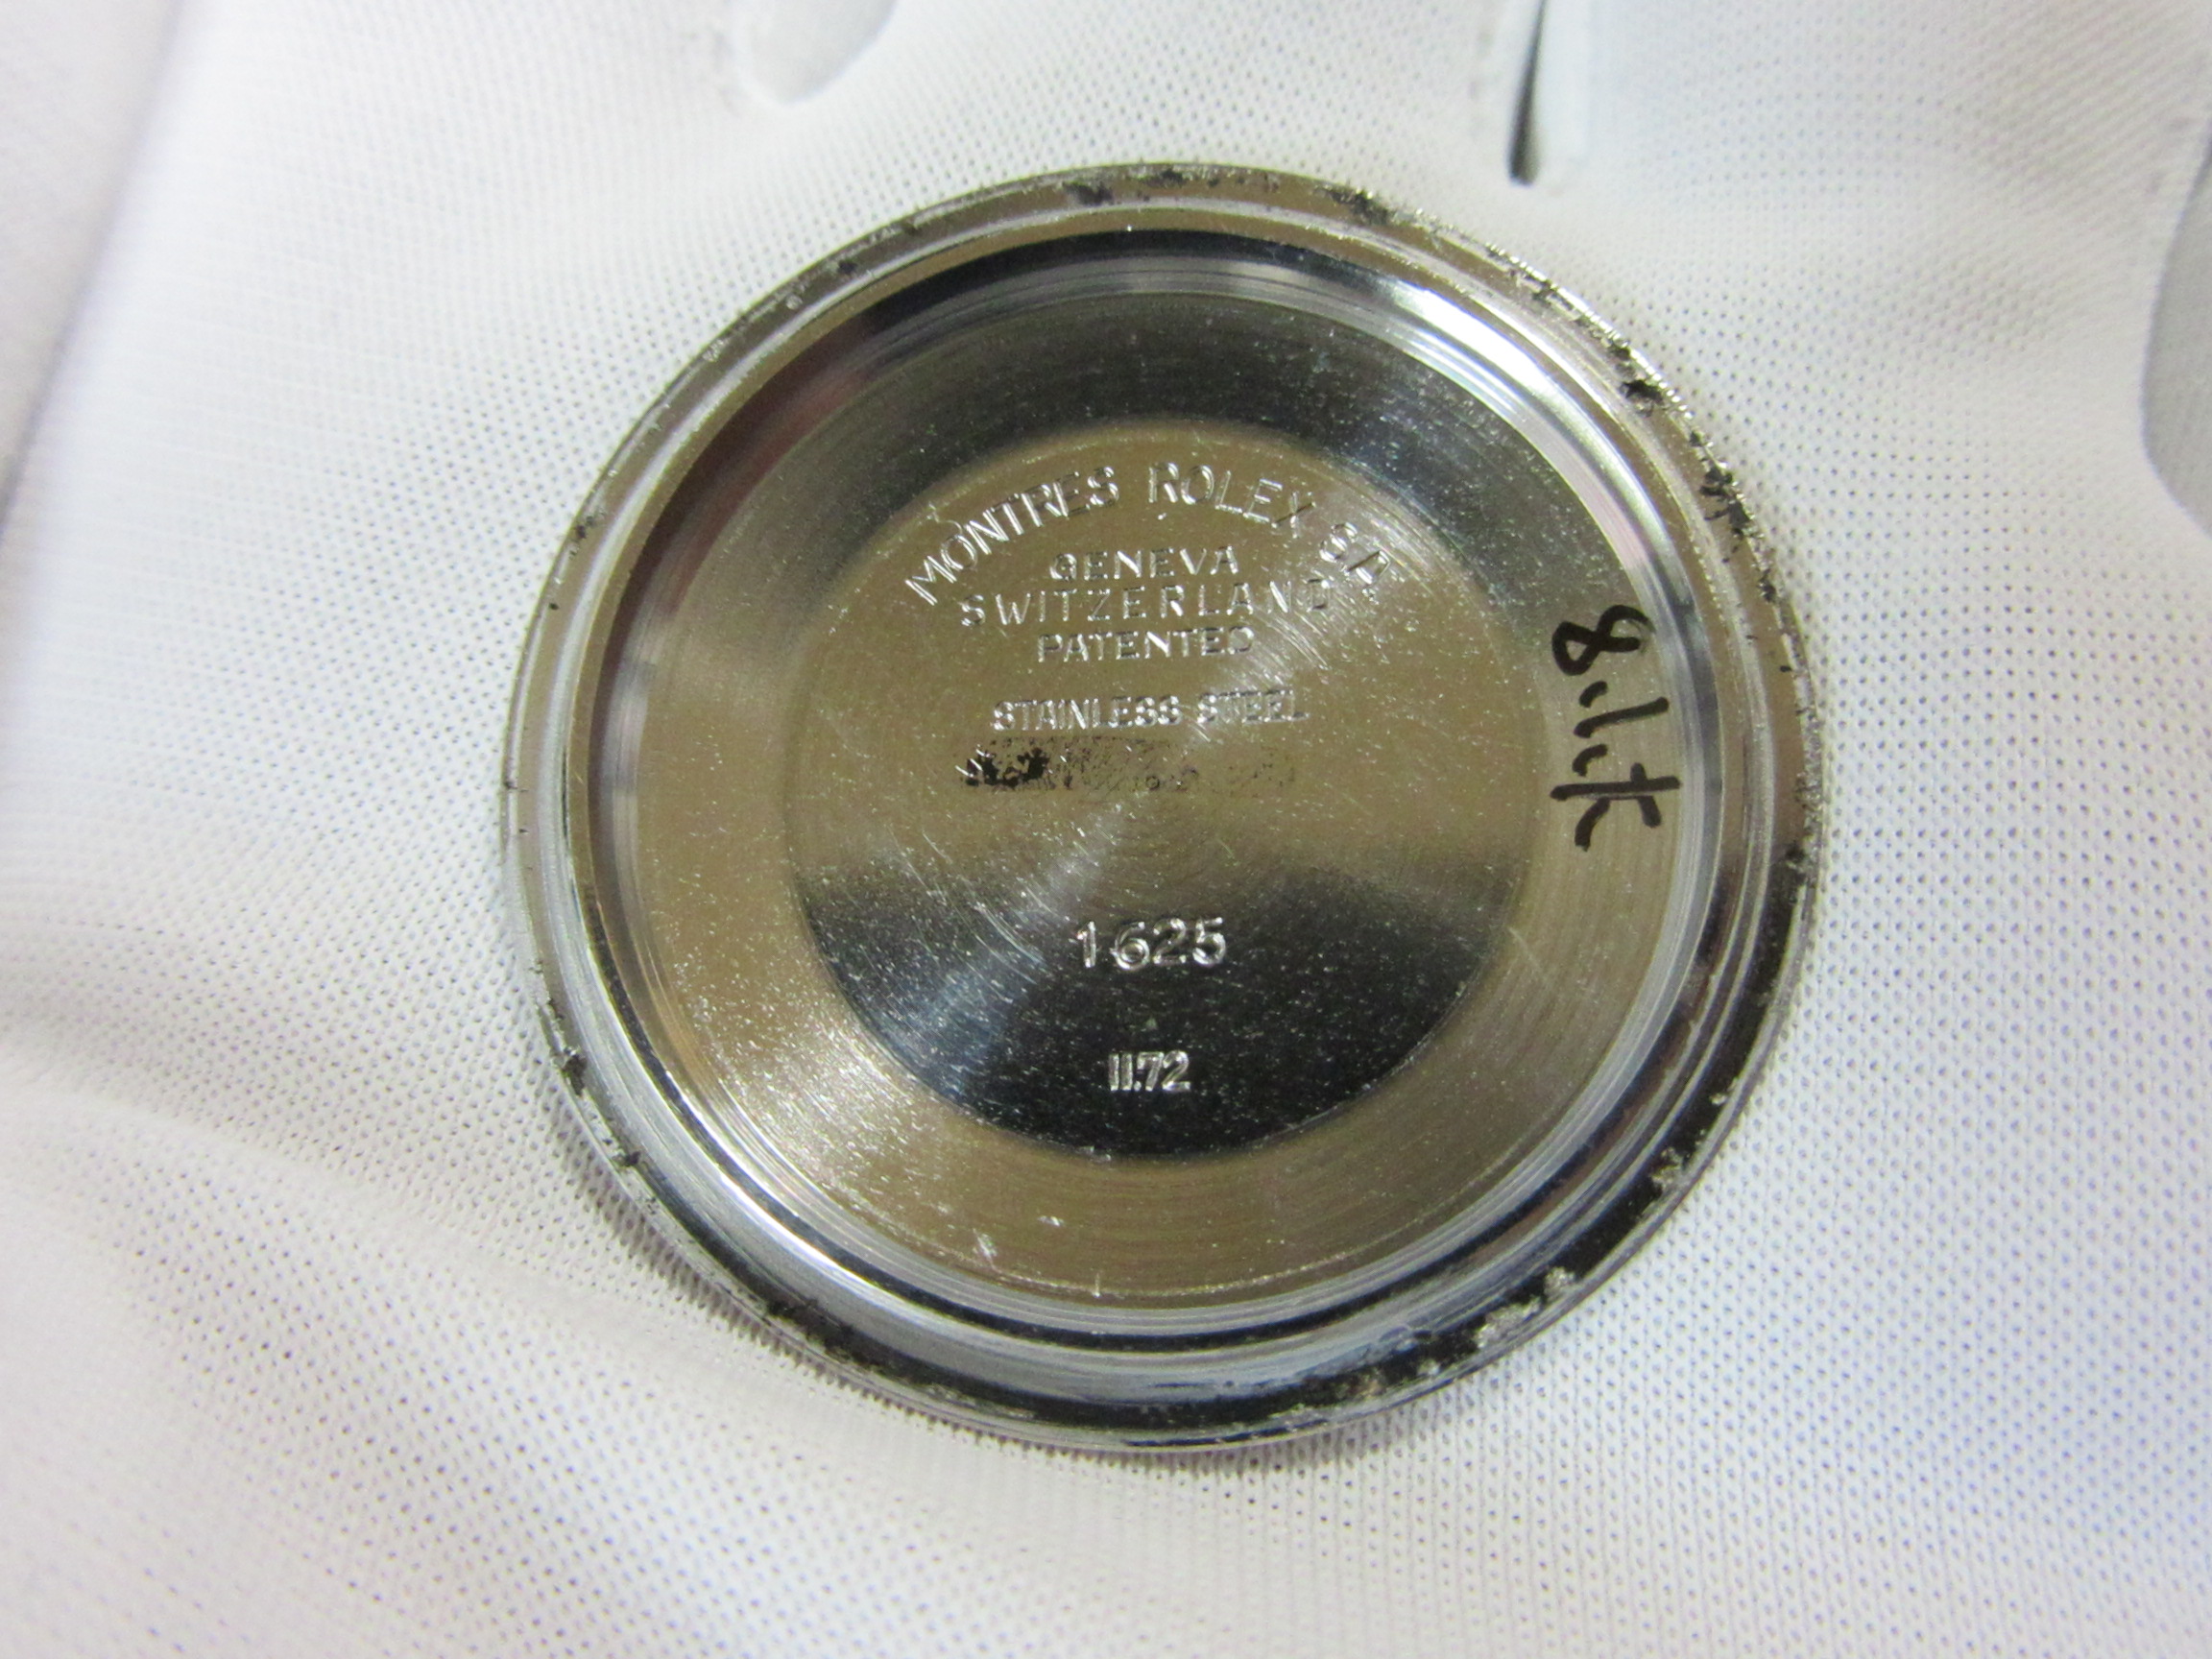 MONTRES ROLEX SA
GENEVA
SWITZERLAND
PATENTED
STAINLESS STEEL
1625
II.72